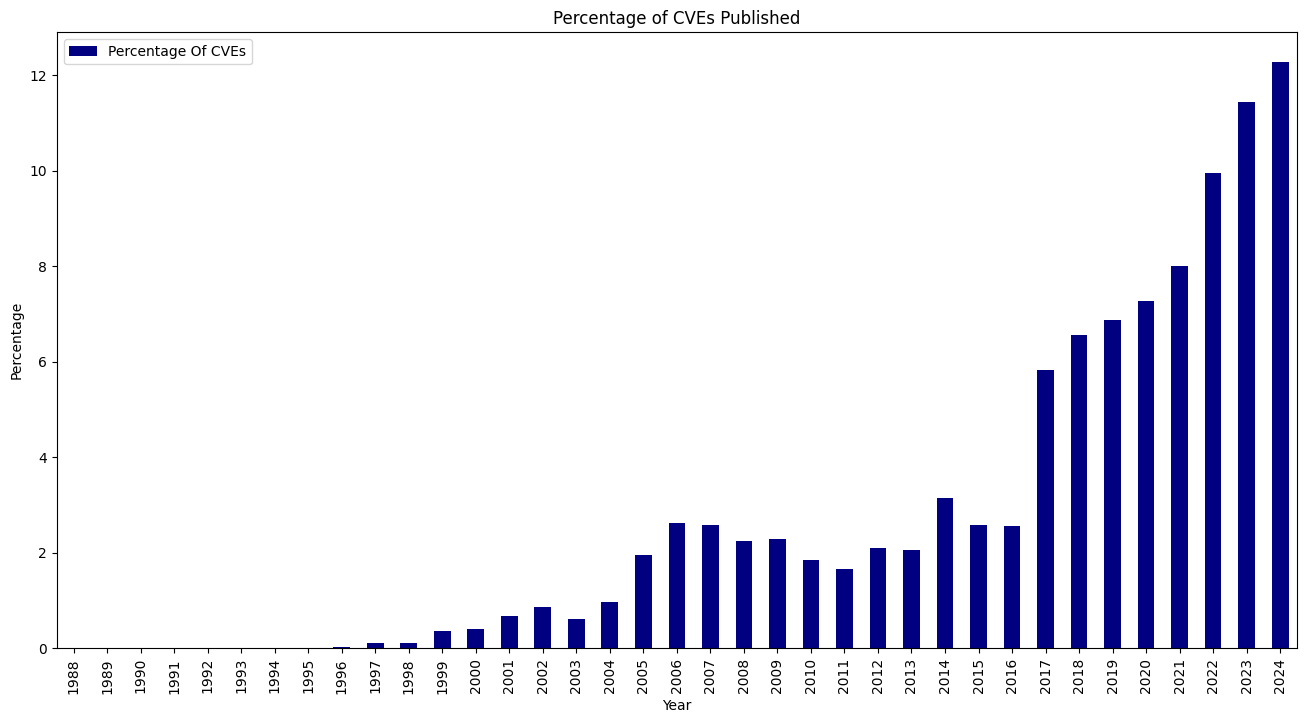 Percentage of CVEs Published
Percentage Of CVEs
12
10
8
6
4
2
0
Percentage
1988 1989 1990 1991 1992 1993 1994 1995 1996 1997 1998 1999 2000 2001 2002 2003 2004 2005 2006 2007 2008 2009 2010 2011 2012 2013 2014 2015 2016 2017 2018 2019 2020 2021 2022 2023 2024
Year